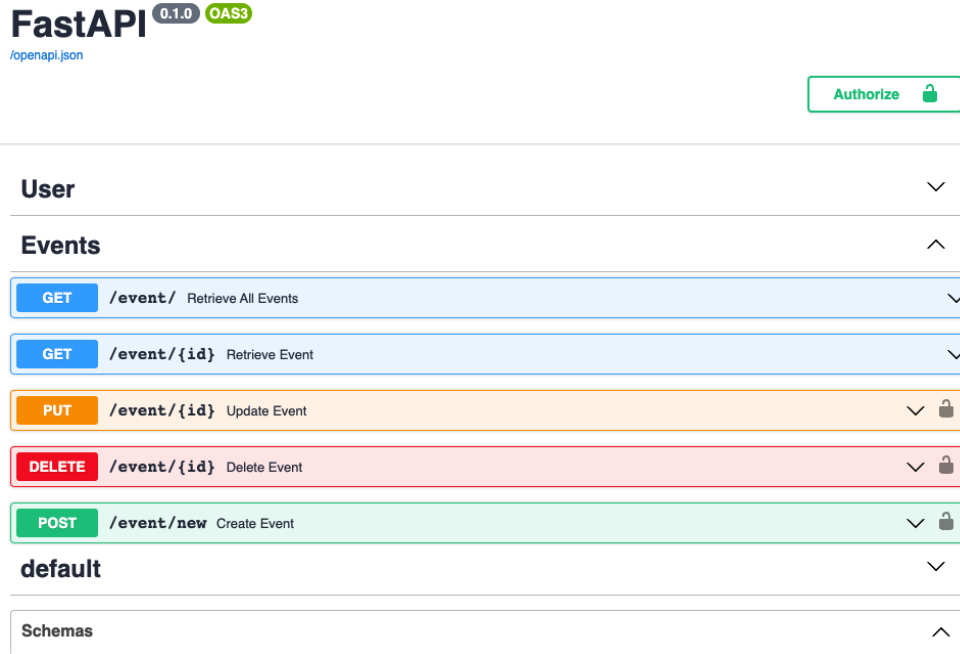 FastAPI 0.1.0 OAS3
/openapi.json
Authorize
User
Events
GET /event/ Retrieve All Events
GET /event/{id} Retrieve Event
PUT /event/{id} Update Event
DELETE /event/{id} Delete Event
POST /event/new Create Event
default
Schemas